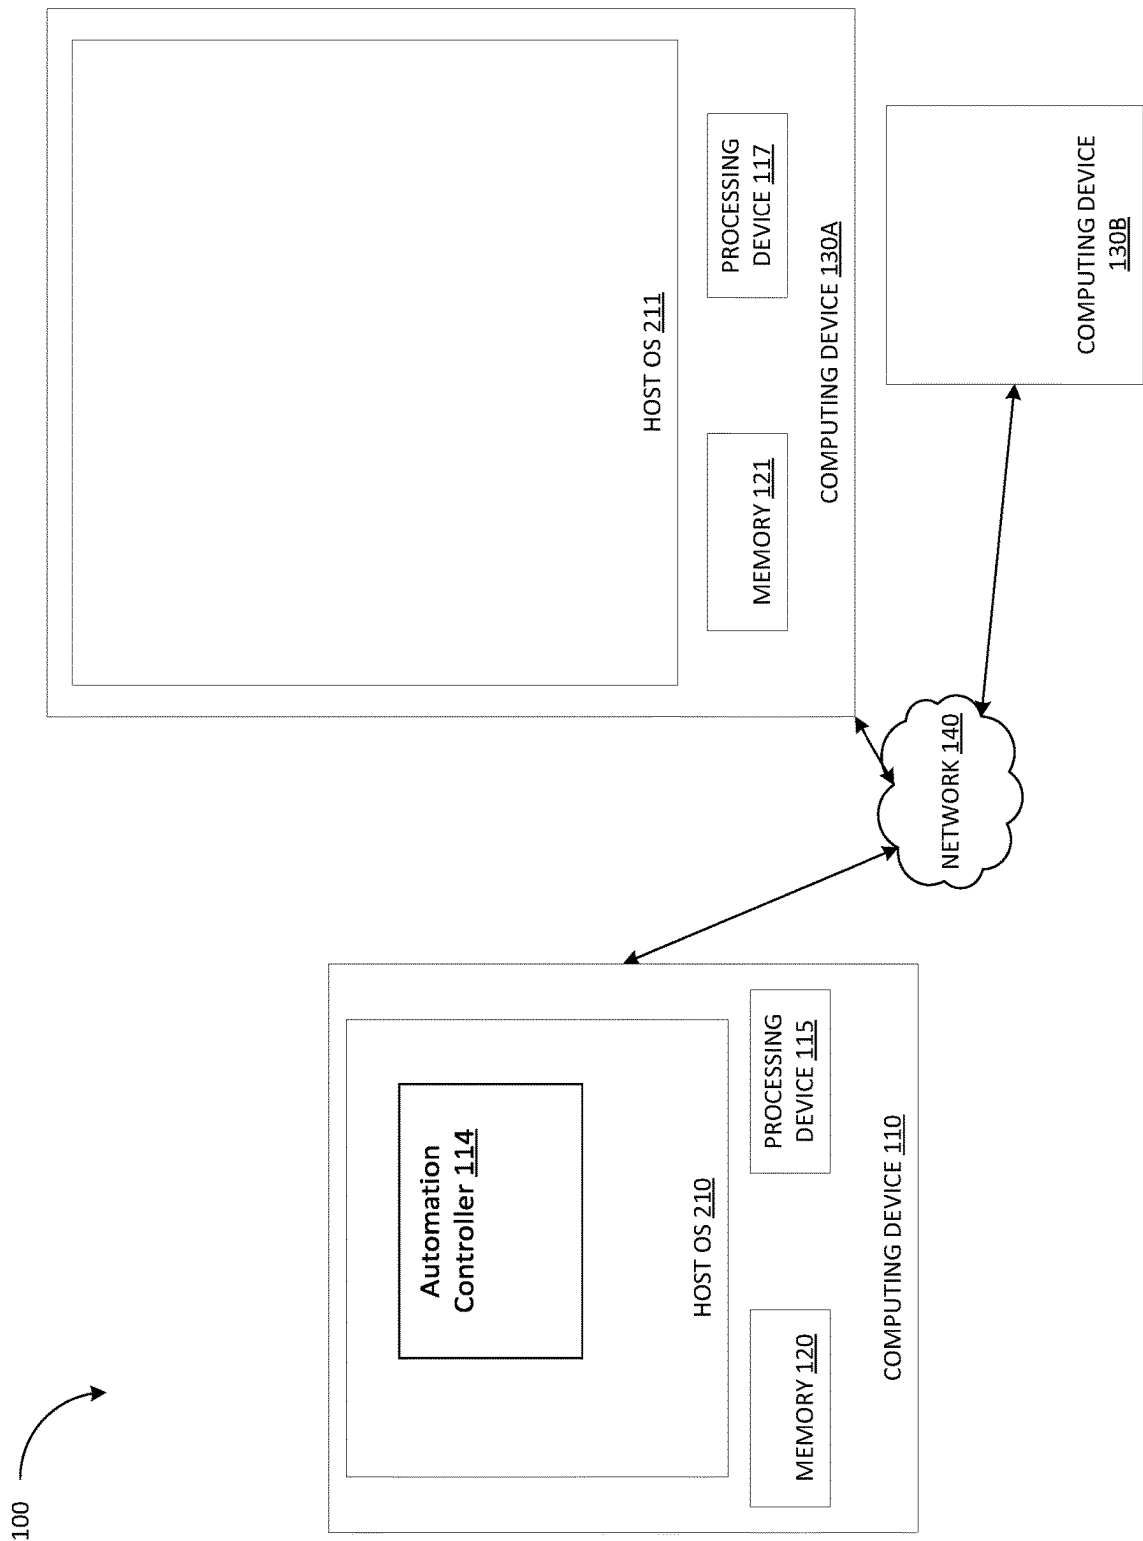 100
Automation
Controller 114
HOST OS 210
MEMORY 120
PROCESSING
DEVICE 115
COMPUTING DEVICE 110
NETWORK 140
HOST OS 211
MEMORY 121
PROCESSING
DEVICE 117
COMPUTING DEVICE 130A
COMPUTING DEVICE
130B